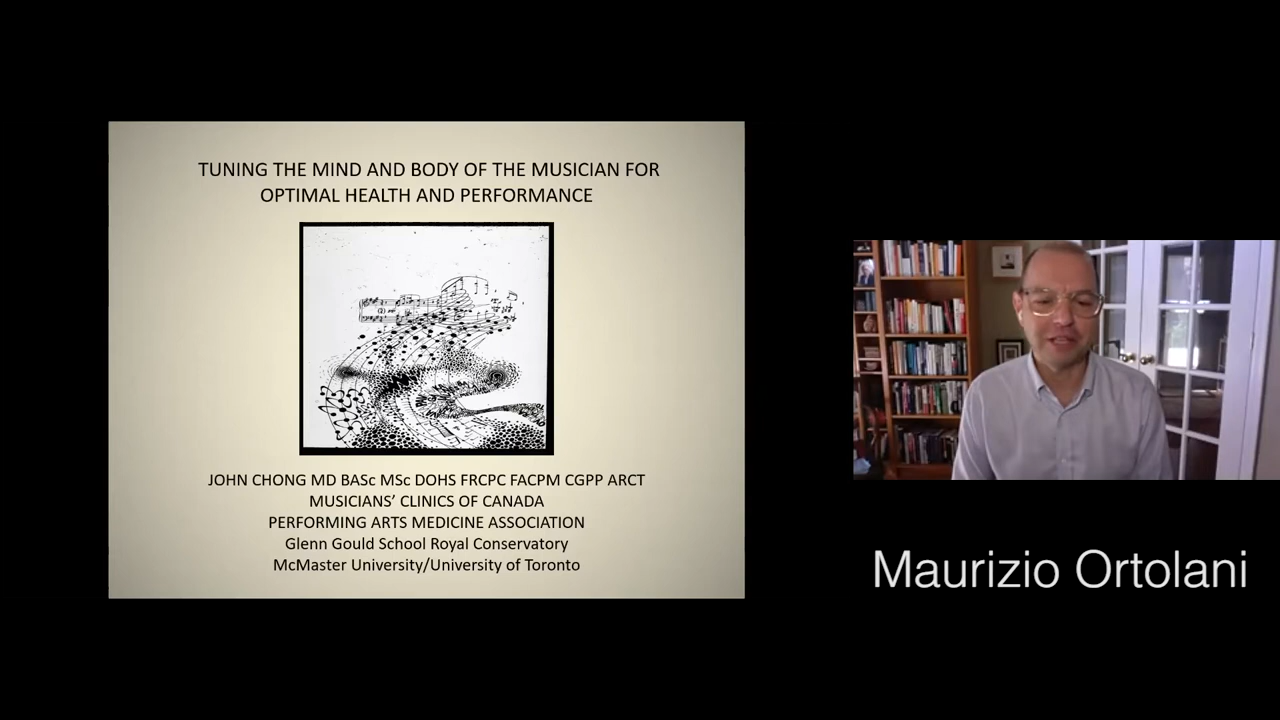 TUNING THE MIND AND BODY OF THE MUSICIAN FOR
OPTIMAL HEALTH AND PERFORMANCE
JOHN CHONG MD BASc MSc DOHS FRCPC FACPM CGPP ARCT
MUSICIANS' CLINICS OF CANADA
PERFORMING ARTS MEDICINE ASSOCIATION
Glenn Gould School Royal Conservatory
McMaster University/University of Toronto
Maurizio Ortolani